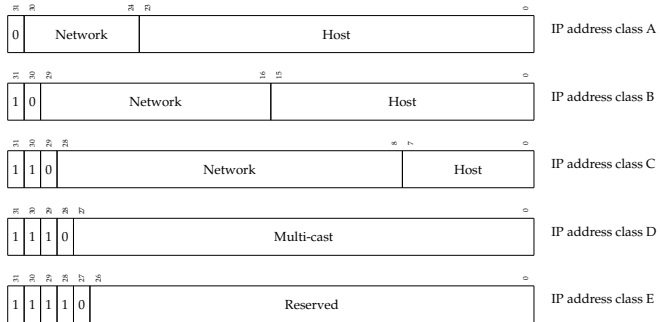 31 30 24 23 0
0 Network Host IP address class A
31 30 29 16 15 0
1 0 Network Host IP address class B
31 30 29 28 8 7 0
1 1 0 Network Host IP address class C
31 30 29 28 27 0
1 1 1 0 Multi-cast IP address class D
31 30 29 28 27 26 0
1 1 1 1 0 Reserved IP address class E